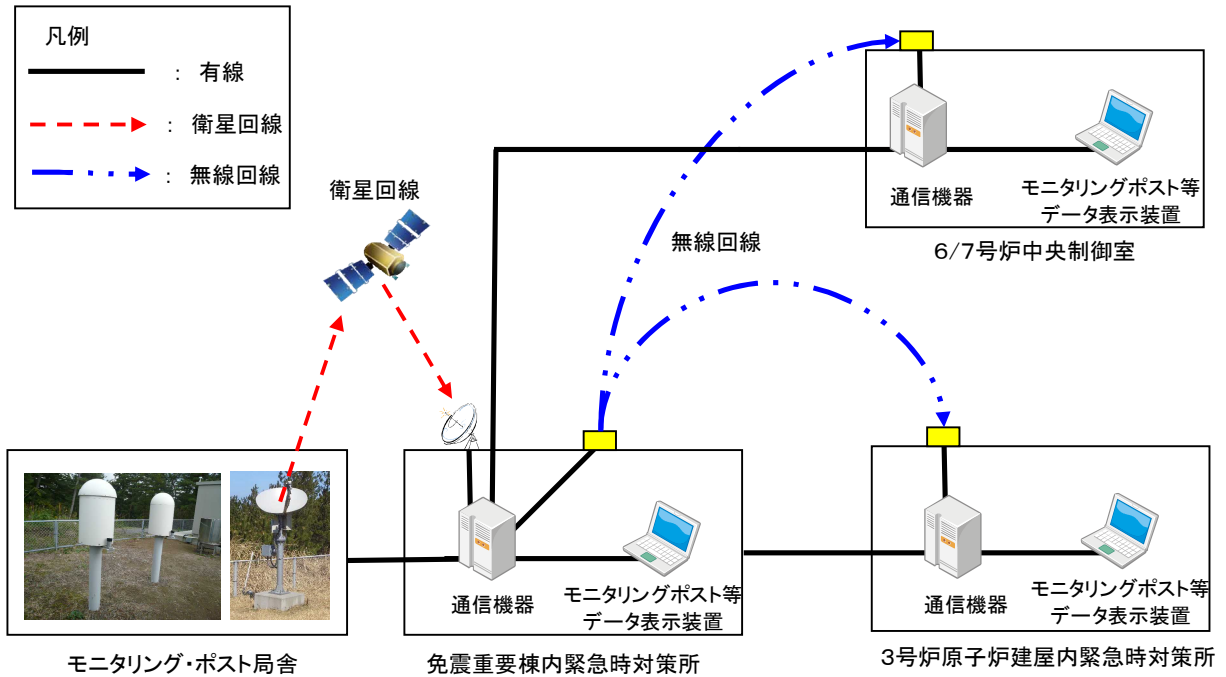 凡例
： 有線
： 衛星回線
： 無線回線
衛星回線
無線回線
通信機器
モニタリングポスト等
データ表示装置
6/7号炉中央制御室
通信機器
モニタリングポスト等
データ表示装置
通信機器
モニタリングポスト等
データ表示装置
モニタリング・ポスト局舎
免震重要棟内緊急時対策所
3号炉原子炉建屋内緊急時対策所